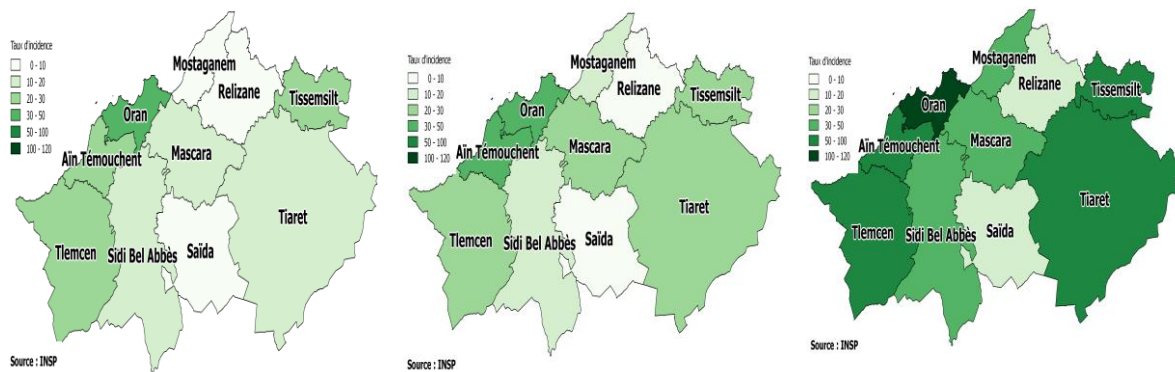 Taux d'incidence
0 - 10
10 - 20
20 - 30
30 - 50
50 - 100
100 - 120
Mostaganem
Relizane
Tissemsilt
Oran
Aïn Témouchent
Mascara
Tiaret
Tlemcen
Sidi Bel Abbès
Saïda
Source : INSP
Taux d'incidence
0 - 10
10 - 20
20 - 30
30 - 50
50 - 100
100 - 120
Mostaganem
Relizane
Tissemsilt
Oran
Aïn Témouchent
Mascara
Tiaret
Tlemcen
Sidi Bel Abbès
Saïda
Source : INSP
Taux d'incidence
0 - 10
10 - 20
20 - 30
30 - 50
50 - 100
100 - 120
Mostaganem
Relizane
Tissemsilt
Oran
Aïn Témouchent
Mascara
Tiaret
Tlemcen
Sidi Bel Abbès
Saïda
Source : INSP